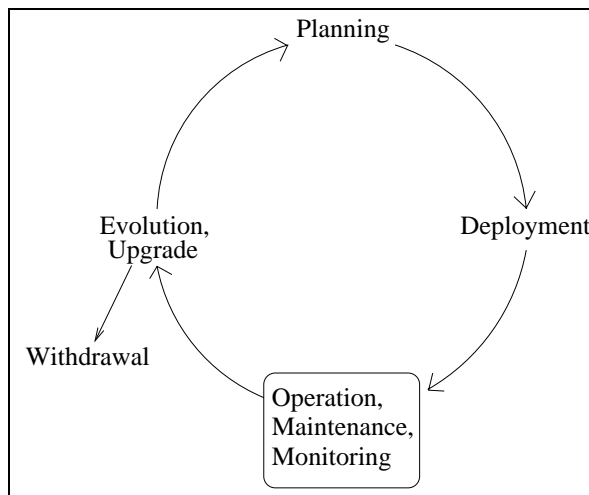 Planning
Evolution,
Upgrade
Deployment
Withdrawal
Operation,
Maintenance,
Monitoring